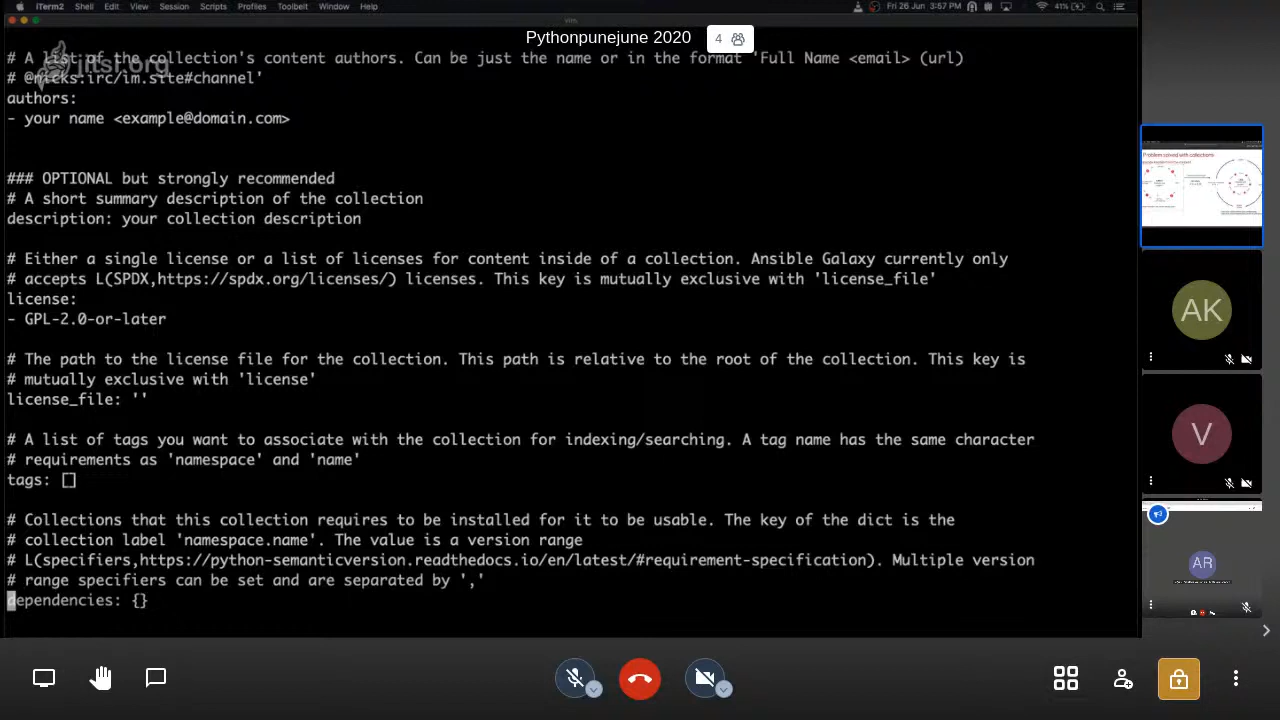 iTerm2 Shell Edit View Session Scripts Profiles Toolbelt Window Help
Fri 26 Jun 3:57 PM 41%
vim
Pythonpunejune 2020 4
jitsi.org
# A list of the collection's content authors. Can be just the name or in the format 'Full Name <email> (url)
# @nicks:irc/im.site#channel'
authors:
- your name <example@domain.com>
### OPTIONAL but strongly recommended
# A short summary description of the collection
description: your collection description
# Either a single license or a list of licenses for content inside of a collection. Ansible Galaxy currently only
# accepts L(SPDX,https://spdx.org/licenses/) licenses. This key is mutually exclusive with 'license_file'
license:
- GPL-2.0-or-later
# The path to the license file for the collection. This path is relative to the root of the collection. This key is
# mutually exclusive with 'license'
license_file: ''
# A list of tags you want to associate with the collection for indexing/searching. A tag name has the same character
# requirements as 'namespace' and 'name'
tags: []
# Collections that this collection requires to be installed for it to be usable. The key of the dict is the
# collection label 'namespace.name'. The value is a version range
# L(specifiers,https://python-semanticversion.readthedocs.io/en/latest/#requirement-specification). Multiple version
# range specifiers can be set and are separated by ','
dependencies: {}
Problem solved with collections
AK
V
AR